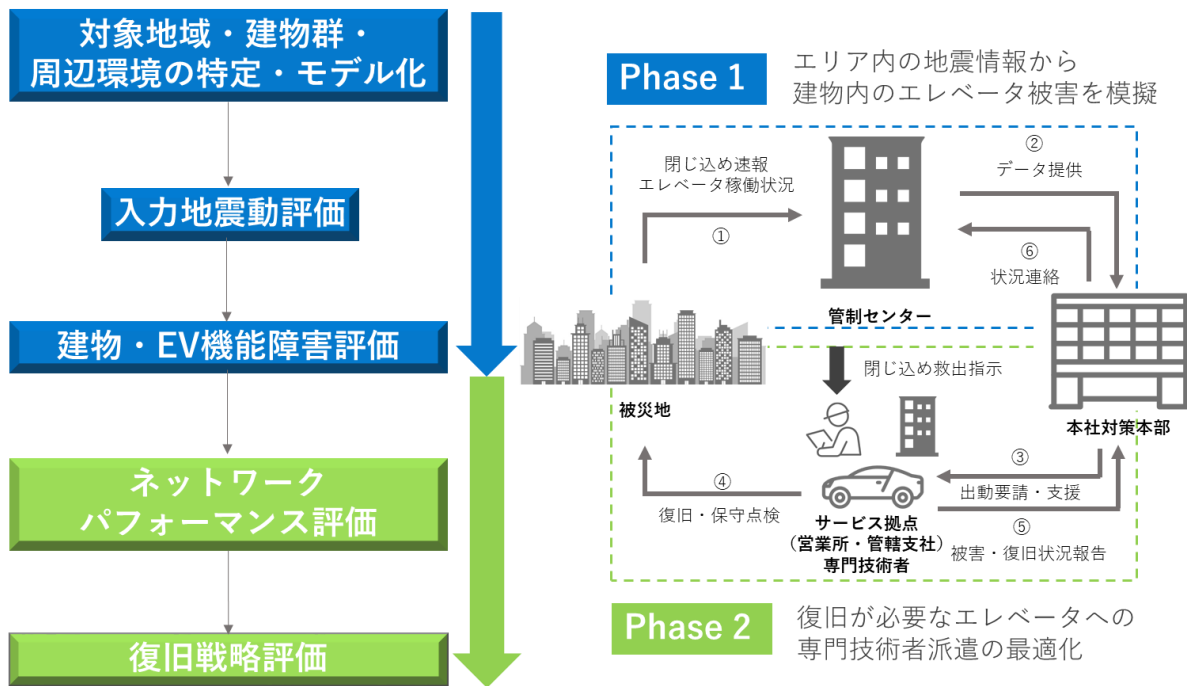 対象地域・建物群・
周辺環境の特定・モデル化
入力地震動評価
建物・EV機能障害評価
ネットワーク
パフォーマンス評価
復旧戦略評価
Phase 1
エリア内の地震情報から
建物内のエレベータ被害を模擬
閉じ込め速報
エレベータ稼働状況
①
②
データ提供
⑥
状況連絡
管制センター
被災地
閉じ込め救出指示
本社対策本部
③
出動要請・支援
④
復旧・保守点検
サービス拠点
（営業所・管轄支社）
専門技術者
⑤
被害・復旧状況報告
Phase 2
復旧が必要なエレベータへの
専門技術者派遣の最適化